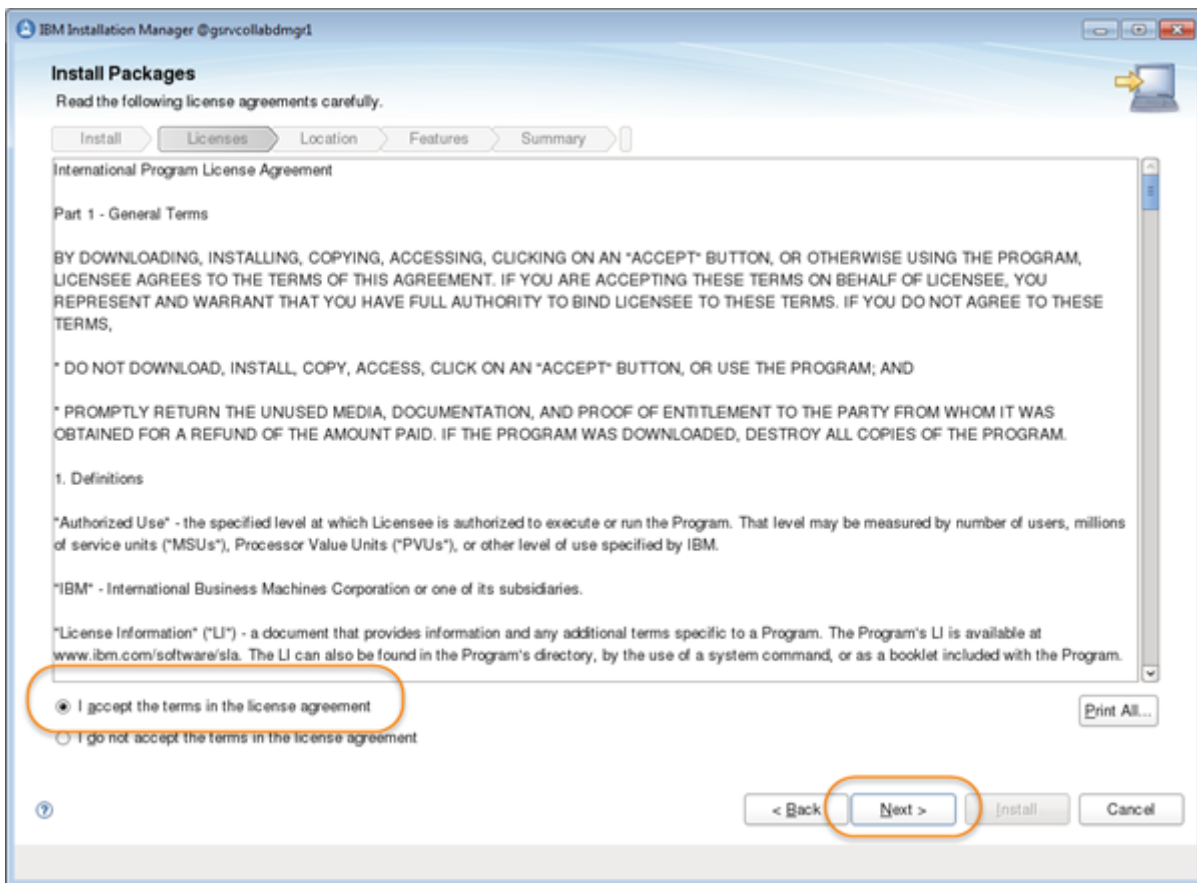 IBM Installation Manager @gsrvcollabdmgr1
Install Packages
Read the following license agreements carefully.
Install
Licenses
Location
Features
Summary
International Program License Agreement
Part 1 - General Terms
BY DOWNLOADING, INSTALLING, COPYING, ACCESSING, CLICKING ON AN "ACCEPT" BUTTON, OR OTHERWISE USING THE PROGRAM,
LICENSEE AGREES TO THE TERMS OF THIS AGREEMENT. IF YOU ARE ACCEPTING THESE TERMS ON BEHALF OF LICENSEE, YOU
REPRESENT AND WARRANT THAT YOU HAVE FULL AUTHORITY TO BIND LICENSEE TO THESE TERMS. IF YOU DO NOT AGREE TO THESE
TERMS,
* DO NOT DOWNLOAD, INSTALL, COPY, ACCESS, CLICK ON AN "ACCEPT" BUTTON, OR USE THE PROGRAM; AND
* PROMPTLY RETURN THE UNUSED MEDIA, DOCUMENTATION, AND PROOF OF ENTITLEMENT TO THE PARTY FROM WHOM IT WAS
OBTAINED FOR A REFUND OF THE AMOUNT PAID. IF THE PROGRAM WAS DOWNLOADED, DESTROY ALL COPIES OF THE PROGRAM.
1. Definitions
"Authorized Use" - the specified level at which Licensee is authorized to execute or run the Program. That level may be measured by number of users, millions
of service units ("MSUs"), Processor Value Units ("PVUs"), or other level of use specified by IBM.
"IBM" - International Business Machines Corporation or one of its subsidiaries.
"License Information" ("LI") - a document that provides information and any additional terms specific to a Program. The Program's LI is available at
www.ibm.com/software/sla. The LI can also be found in the Program's directory, by the use of a system command, or as a booklet included with the Program.
I accept the terms in the license agreement
Print All...
I do not accept the terms in the license agreement
?
< Back
Next >
Install
Cancel